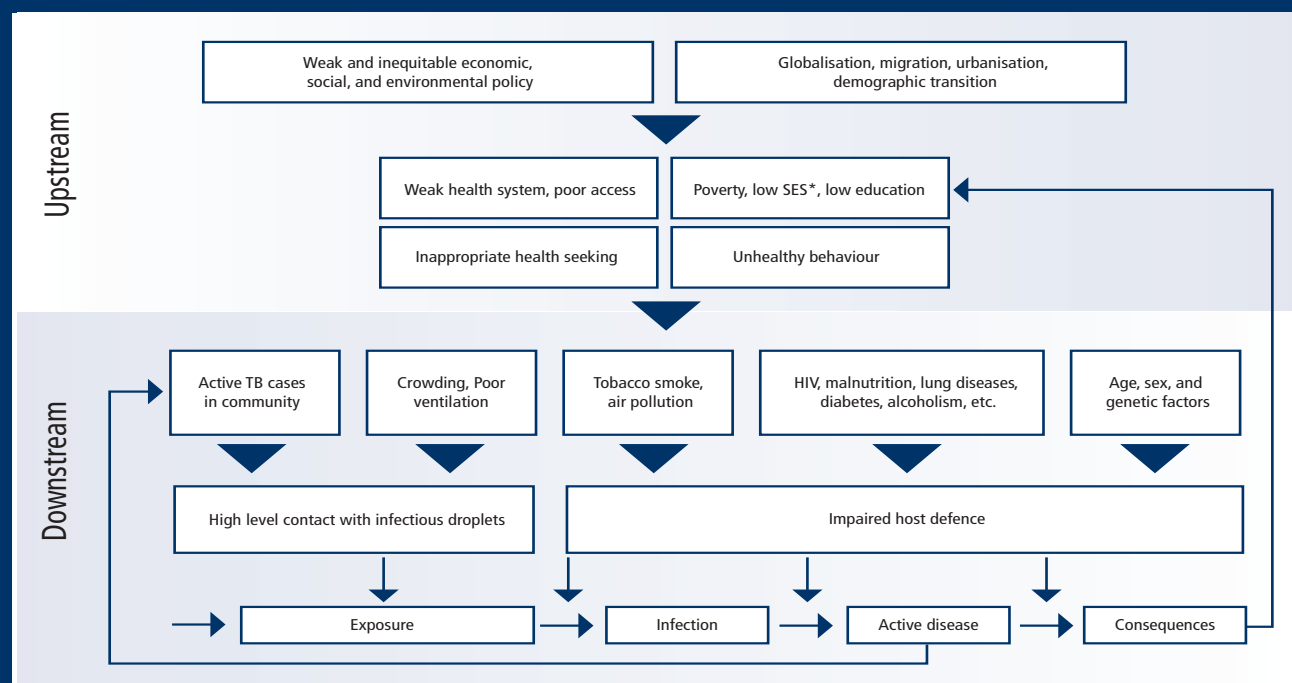 Upstream
Weak and inequitable economic,
social, and environmental policy
Globalisation, migration, urbanisation,
demographic transition
Weak health system, poor access
Poverty, low SES*, low education
Inappropriate health seeking
Unhealthy behaviour
Downstream
Active TB cases
in community
Crowding, Poor
ventilation
Tobacco smoke,
air pollution
HIV, malnutrition, lung diseases,
diabetes, alcoholism, etc.
Age, sex, and
genetic factors
High level contact with infectious droplets
Impaired host defence
Exposure
Infection
Active disease
Consequences